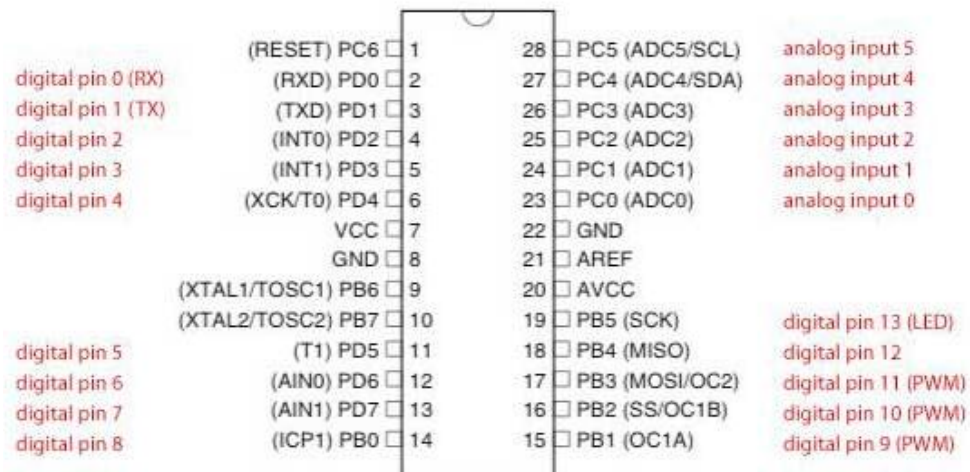 (RESET) PC6 1 28 PC5 (ADC5/SCL) analog input 5
digital pin 0 (RX) (RXD) PD0 2 27 PC4 (ADC4/SDA) analog input 4
digital pin 1 (TX) (TXD) PD1 3 26 PC3 (ADC3) analog input 3
digital pin 2 (INT0) PD2 4 25 PC2 (ADC2) analog input 2
digital pin 3 (INT1) PD3 5 24 PC1 (ADC1) analog input 1
digital pin 4 (XCK/T0) PD4 6 23 PC0 (ADC0) analog input 0
VCC 7 22 GND
GND 8 21 AREF
(XTAL1/TOSC1) PB6 9 20 AVCC
(XTAL2/TOSC2) PB7 10 19 PB5 (SCK) digital pin 13 (LED)
digital pin 5 (T1) PD5 11 18 PB4 (MISO) digital pin 12
digital pin 6 (AIN0) PD6 12 17 PB3 (MOSI/OC2) digital pin 11 (PWM)
digital pin 7 (AIN1) PD7 13 16 PB2 (SS/OC1B) digital pin 10 (PWM)
digital pin 8 (ICP1) PB0 14 15 PB1 (OC1A) digital pin 9 (PWM)